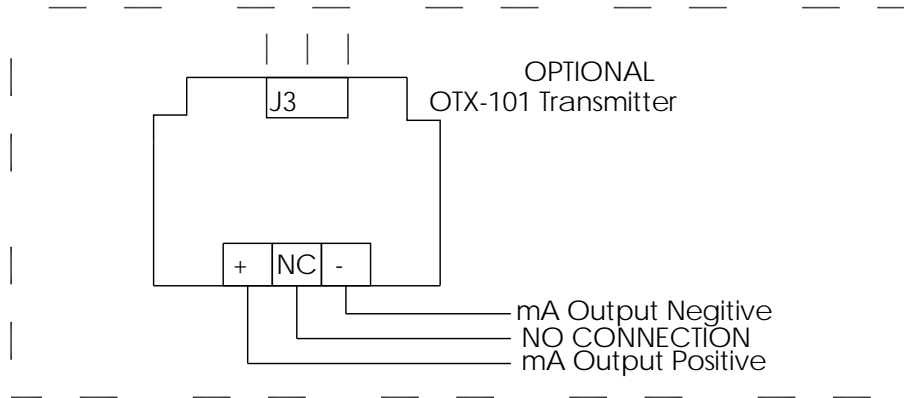 OPTIONAL
J3
OTX-101 Transmitter
+ NC -
mA Output Negitive
NO CONNECTION
mA Output Positive